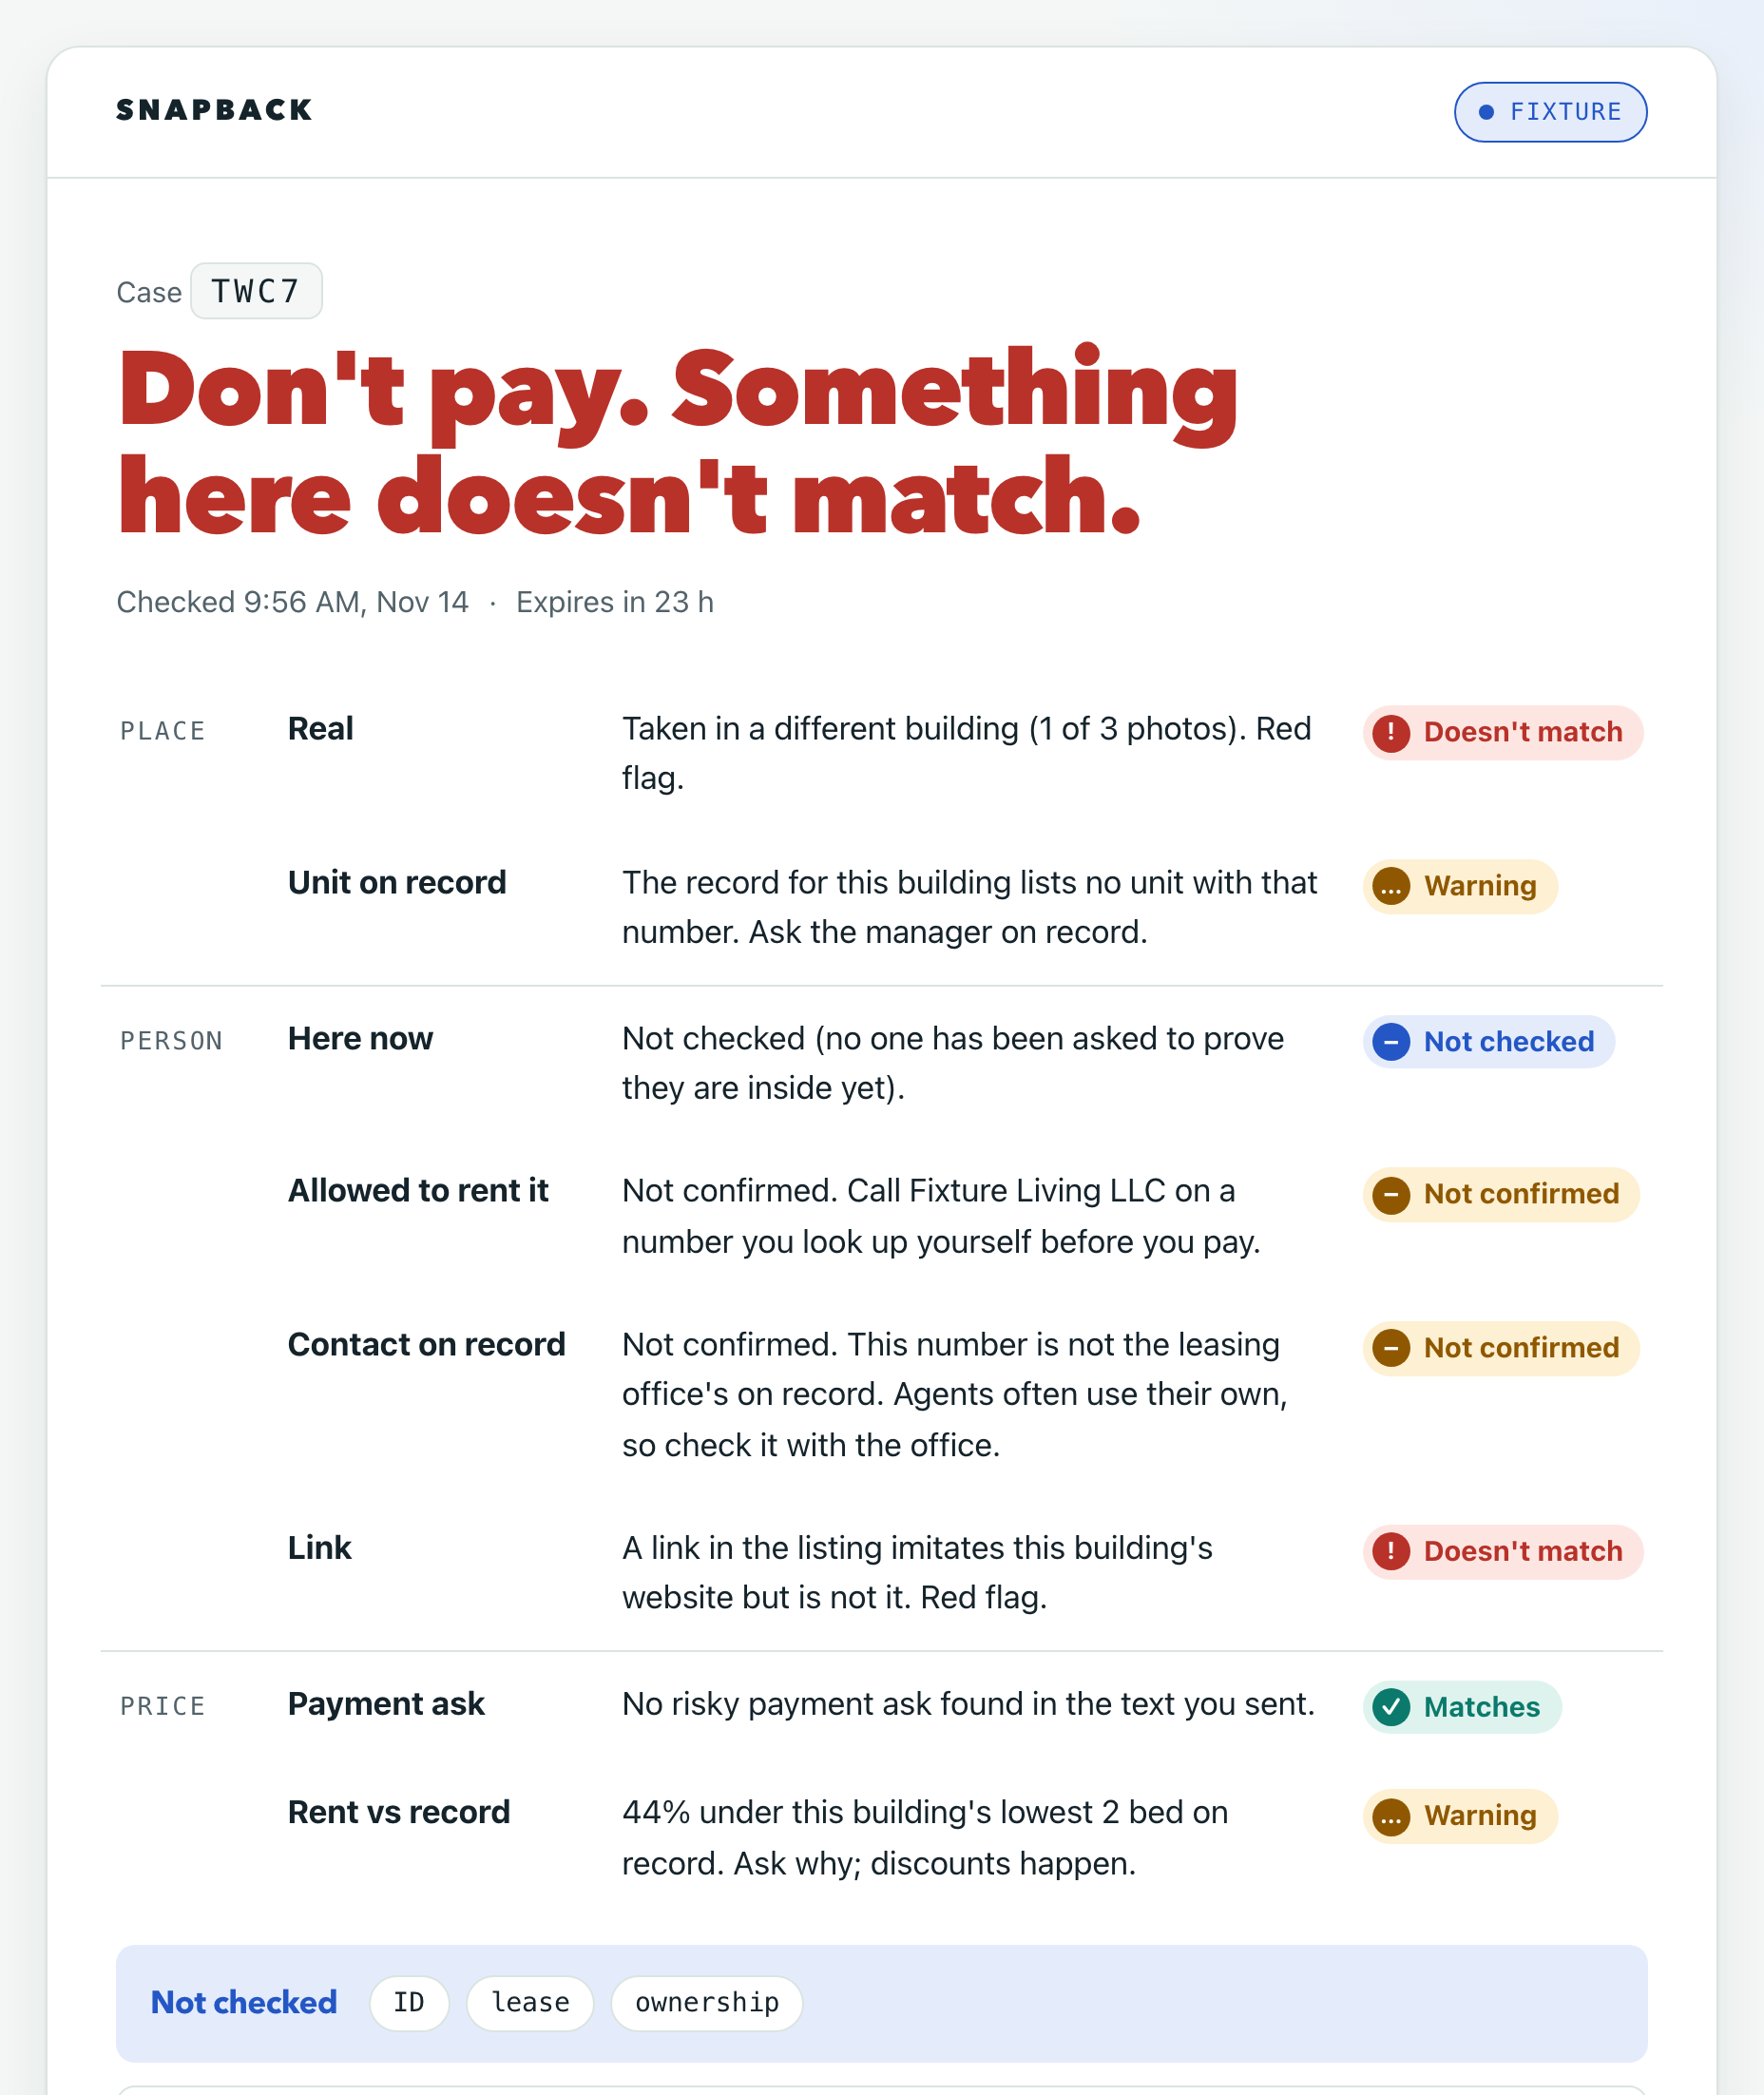 SNAPBACK
FIXTURE
Case TWC7
Don't pay. Something
here doesn't match.
Checked 9:56 AM, Nov 14 · Expires in 23 h
PLACE Real Taken in a different building (1 of 3 photos). Red ! Doesn't match
flag.
Unit on record The record for this building lists no unit with that ... Warning
number. Ask the manager on record.
PERSON Here now Not checked (no one has been asked to prove – Not checked
they are inside yet).
Allowed to rent it Not confirmed. Call Fixture Living LLC on a – Not confirmed
number you look up yourself before you pay.
Contact on record Not confirmed. This number is not the leasing – Not confirmed
office's on record. Agents often use their own,
so check it with the office.
Link A link in the listing imitates this building's ! Doesn't match
website but is not it. Red flag.
PRICE Payment ask No risky payment ask found in the text you sent. ✓ Matches
Rent vs record 44% under this building's lowest 2 bed on ... Warning
record. Ask why; discounts happen.
Not checked ID lease ownership